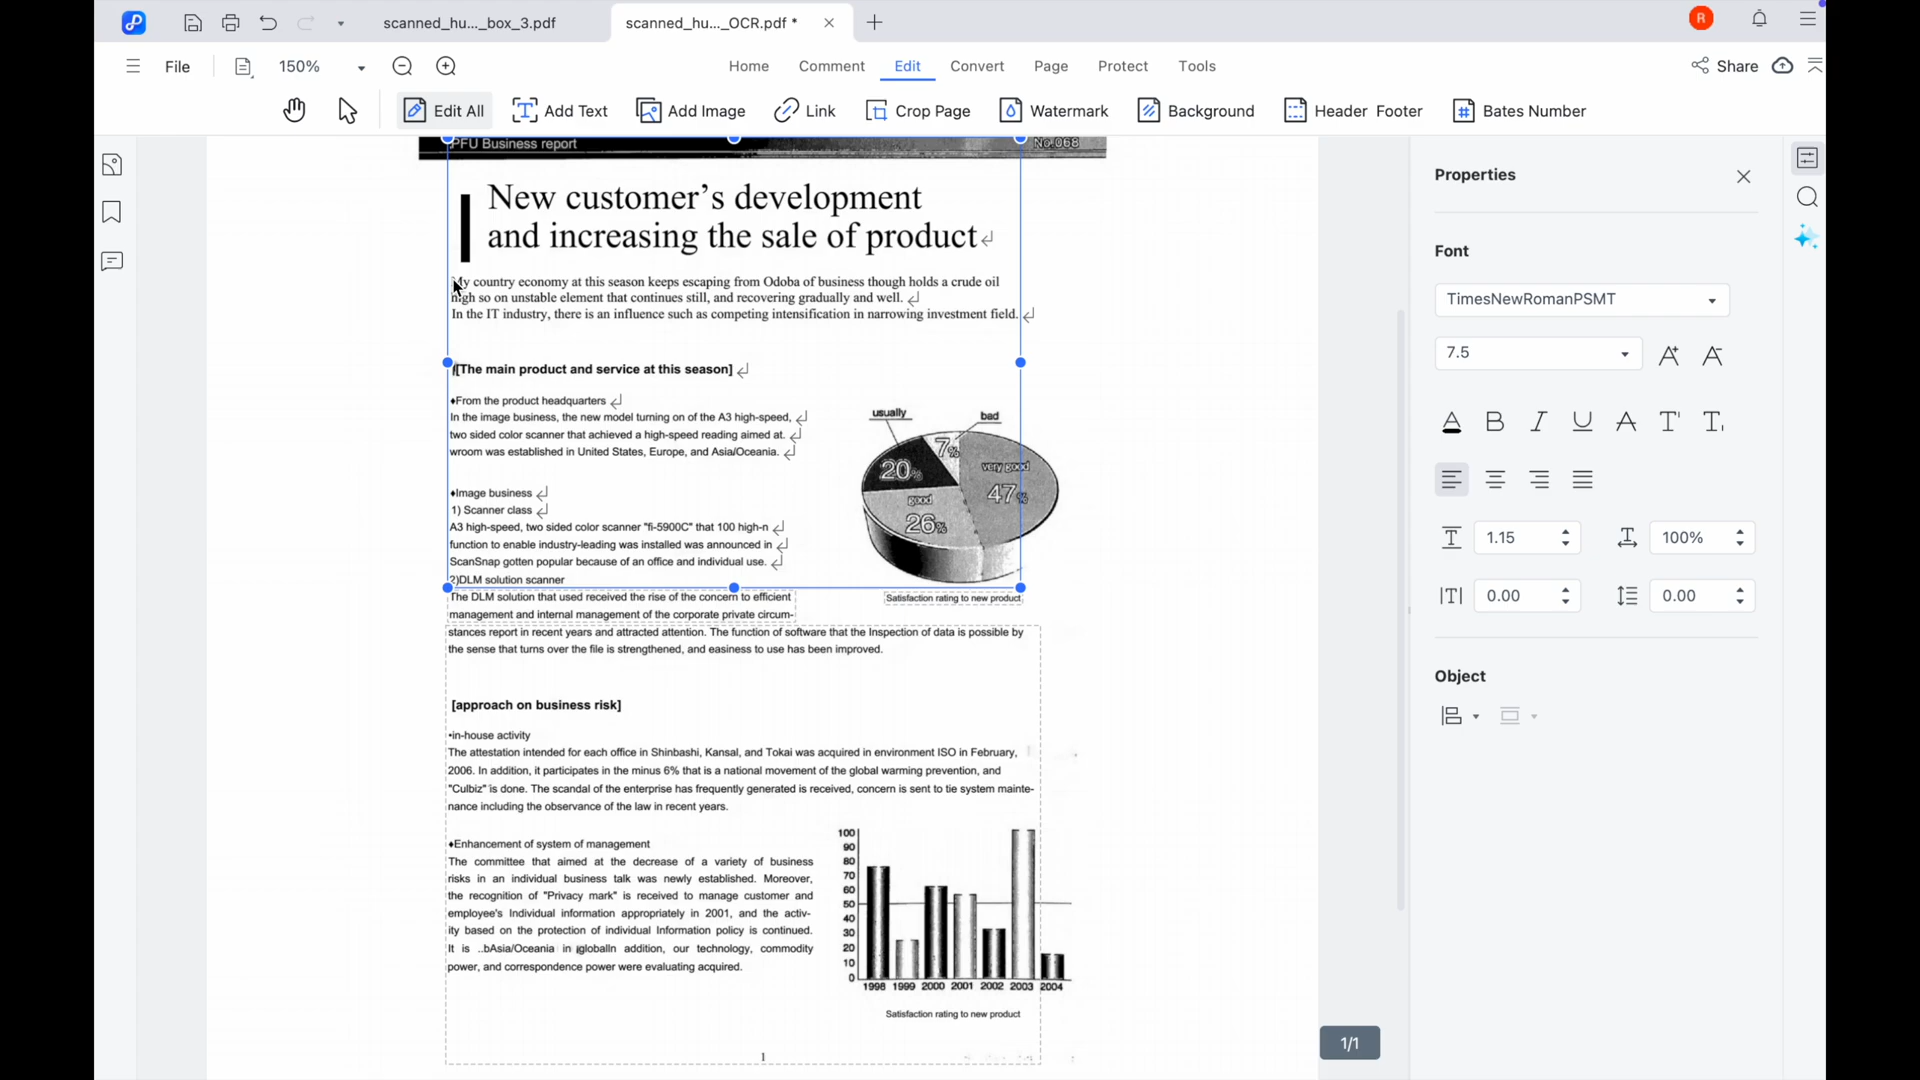 scanned_hu..._box_3.pdf
scanned_hu..._OCR.pdf *
R
File
150%
Home
Comment
Edit
Convert
Page
Protect
Tools
Share
Edit All
Add Text
Add Image
Link
Crop Page
Watermark
Background
Header Footer
Bates Number
PFU Business report
No.068
New customer's development
and increasing the sale of product
My country economy at this season keeps escaping from Odoba of business though holds a crude oil
high so on unstable element that continues still, and recovering gradually and well.
In the IT industry, there is an influence such as competing intensification in narrowing investment field.
[The main product and service at this season]
♦From the product headquarters
In the image business, the new model turning on of the A3 high-speed,
two sided color scanner that achieved a high-speed reading aimed at.
wroom was established in United States, Europe, and Asia/Oceania.
♦Image business
1) Scanner class
A3 high-speed, two sided color scanner "fi-5900C" that 100 high-n
function to enable industry-leading was installed was announced in
ScanSnap gotten popular because of an office and individual use.
2)DLM solution scanner
The DLM solution that used received the rise of the concern to efficient
management and internal management of the corporate private circum-
usually
bad
7%
20%
very good
47%
good
26%
Satisfaction rating to new product
stances report in recent years and attracted attention. The function of software that the Inspection of data is possible by
the sense that turns over the file is strengthened, and easiness to use has been improved.
[approach on business risk]
•in-house activity
The attestation intended for each office in Shinbashi, Kansal, and Tokai was acquired in environment ISO in February,
2006. In addition, it participates in the minus 6% that is a national movement of the global warming prevention, and
"Culbiz" is done. The scandal of the enterprise has frequently generated is received, concern is sent to tie system mainte-
nance including the observance of the law in recent years.
♦Enhancement of system of management
The committee that aimed at the decrease of a variety of business
risks in an individual business talk was newly established. Moreover,
the recognition of "Privacy mark" is received to manage customer and
employee's Individual information appropriately in 2001, and the activ-
ity based on the protection of individual Information policy is continued.
It is ..bAsia/Oceania in globalIn addition, our technology, commodity
power, and correspondence power were evaluating acquired.
100
90
80
70
60
50
40
30
20
10
0
1998 1999 2000 2001 2002 2003 2004
Satisfaction rating to new product
1
1/1
Properties
Font
TimesNewRomanPSMT
7.5
1.15
100%
0.00
0.00
Object